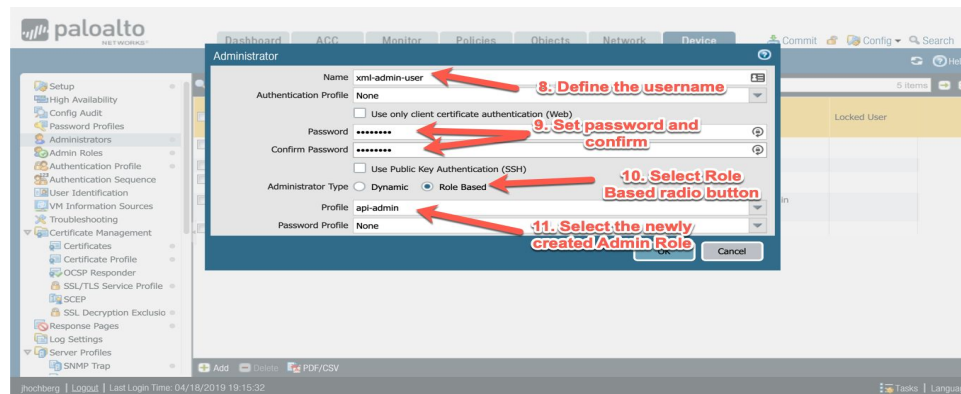 paloalto
NETWORKS
Dashboard ACC Monitor Policies Objects Network Device Commit Config Search
Administrator
Name xml-admin-user
8. Define the username
Authentication Profile None
Use only client certificate authentication (Web)
Password ••••••••
9. Set password and confirm
Confirm Password ••••••••
Use Public Key Authentication (SSH)
Administrator Type Dynamic Role Based
10. Select Role Based radio button
Profile api-admin
11. Select the newly created Admin Role
Password Profile None
OK Cancel
5 items
Locked User
Setup
High Availability
Config Audit
Password Profiles
Administrators
Admin Roles
Authentication Profile
Authentication Sequence
User Identification
VM Information Sources
Troubleshooting
Certificate Management
Certificates
Certificate Profile
OCSP Responder
SSL/TLS Service Profile
SCEP
SSL Decryption Exclusio
Response Pages
Log Settings
Server Profiles
SNMP Trap
Add Delete PDF/CSV
jhochberg | Logout | Last Login Time: 04/18/2019 19:15:32
Tasks | Langua